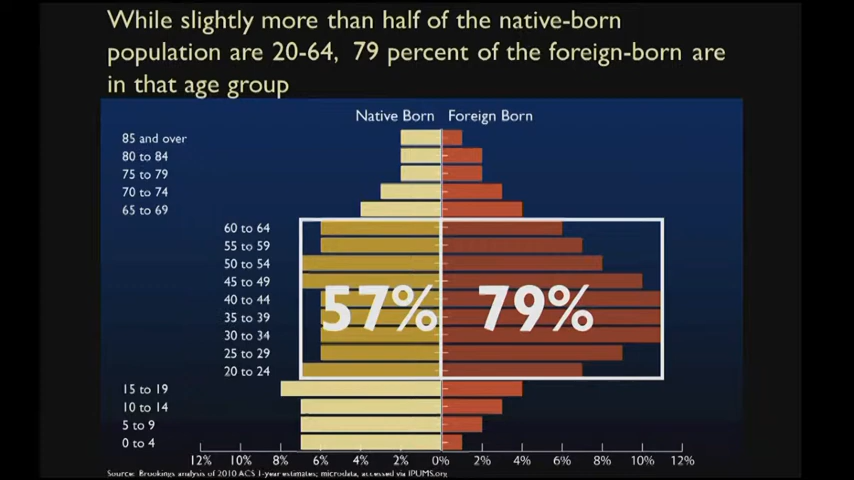 While slightly more than half of the native-born
population are 20-64, 79 percent of the foreign-born are
in that age group
Native Born Foreign Born
85 and over
80 to 84
75 to 79
70 to 74
65 to 69
60 to 64
55 to 59
50 to 54
45 to 49
40 to 44
57% 79%
35 to 39
30 to 34
25 to 29
20 to 24
15 to 19
10 to 14
5 to 9
0 to 4
12% 10% 8% 6% 4% 2% 0% 2% 4% 6% 8% 10% 12%
Source: Brookings analysis of 2010 ACS 1-year estimates; microdata, accessed via IPUMS.org